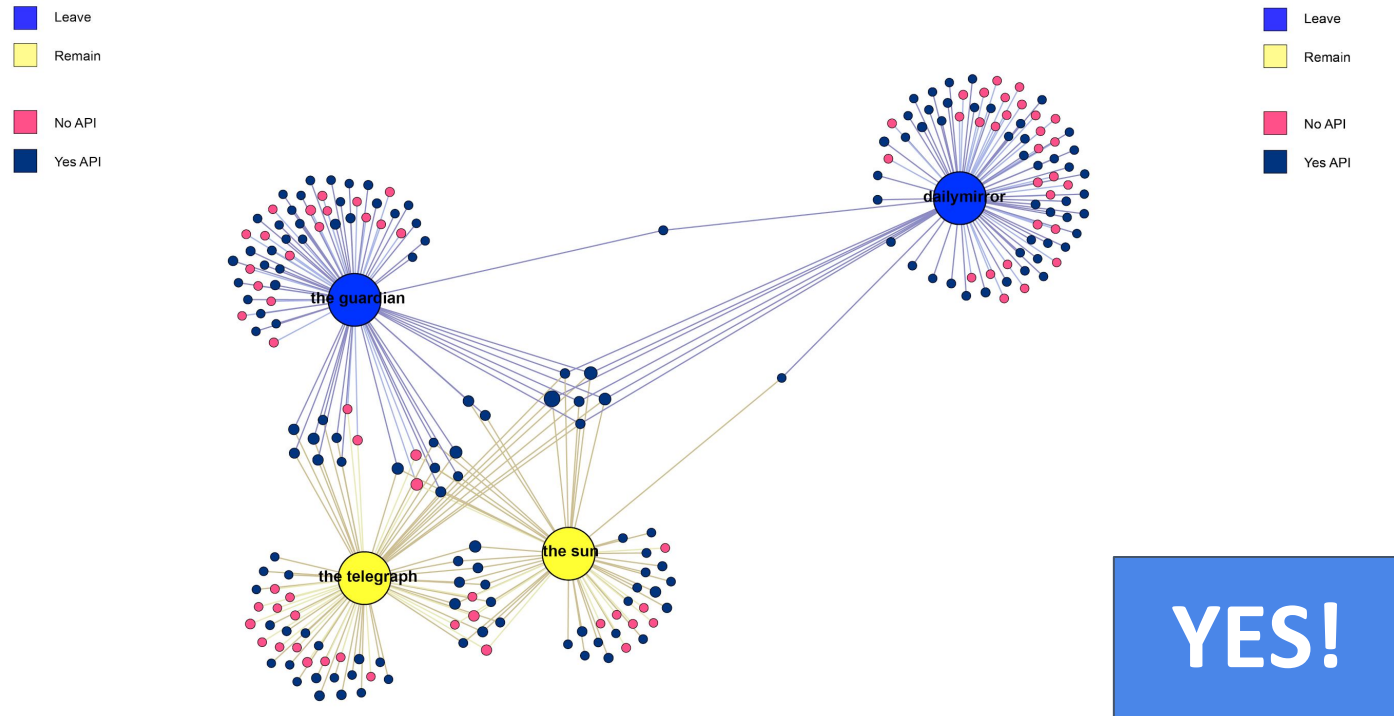 Leave
Remain
No API
Yes API
Leave
Remain
No API
Yes API
dailymirror
the guardian
the sun
the telegraph
YES!